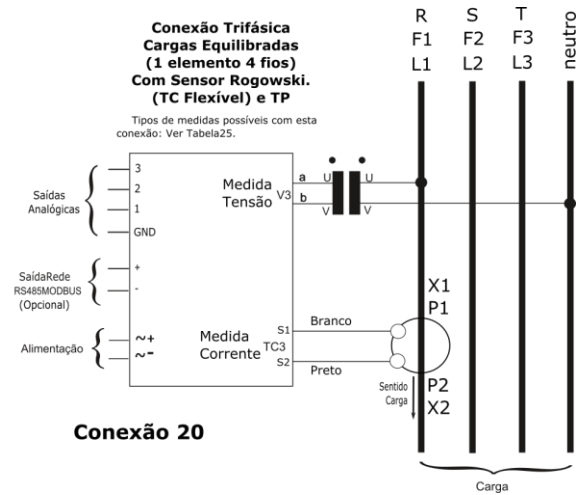 Conexão Trifásica
Cargas Equilibradas
(1 elemento 4 fios)
Com Sensor Rogowski.
(TC Flexível) e TP
Tipos de medidas possíveis com esta
conexão: Ver Tabela25.
R S T
F1 F2 F3
L1 L2 L3
neutro
Saídas
Analógicas
3
2
1
GND
SaídaRede
RS485MODBUS
(Opcional)
+
-
Alimentação
~+
~-
Medida
Tensão
V3
a
b
U
V
U
V
Medida
Corrente
TC3
S1
S2
Branco
Preto
X1
P1
P2
X2
Sentido
Carga
Conexão 20
Carga